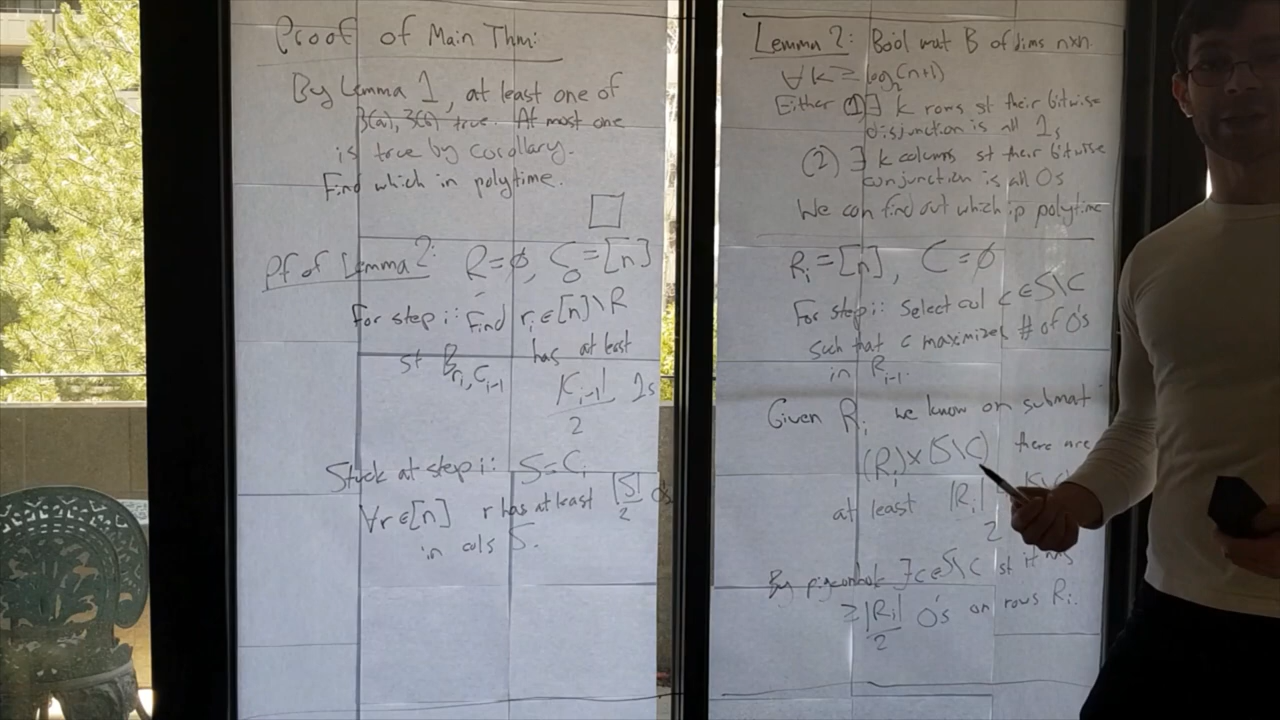 Proof of Main Thm:
By Lemma 1, at least one of
3(a), 3(b) true. At most one
is true by corollary.
Find which in polytime.
□
Pf of Lemma 2: R=∅, C₀=[n]
For step i: Find rᵢ∈[n]\R
st B_{rᵢ,Cᵢ₋₁} has at least
|Cᵢ₋₁|/2 1s
Stuck at step i: S=Cᵢ
∀r∈[n] r has at least |S|/2 0s
in cols S.
Lemma 2: Bool mat B of dims n×n
∀k≥log₂(n+1)
Either (1) ∃ k rows st their bitwise
disjunction is all 1s
(2) ∃ k columns st their bitwise
conjunction is all 0s
We can find out which in polytime
Rᵢ=[n], C=∅
For step i: Select col c∈S\C
such that c maximizes # of 0's
in Rᵢ₋₁.
Given Rᵢ we know on submat
(Rᵢ)×(S\C) there are
at least |Rᵢ| 2
By pigeonhole ∃c∈S\C st it has
≥|Rᵢ|/2 0's on rows Rᵢ.